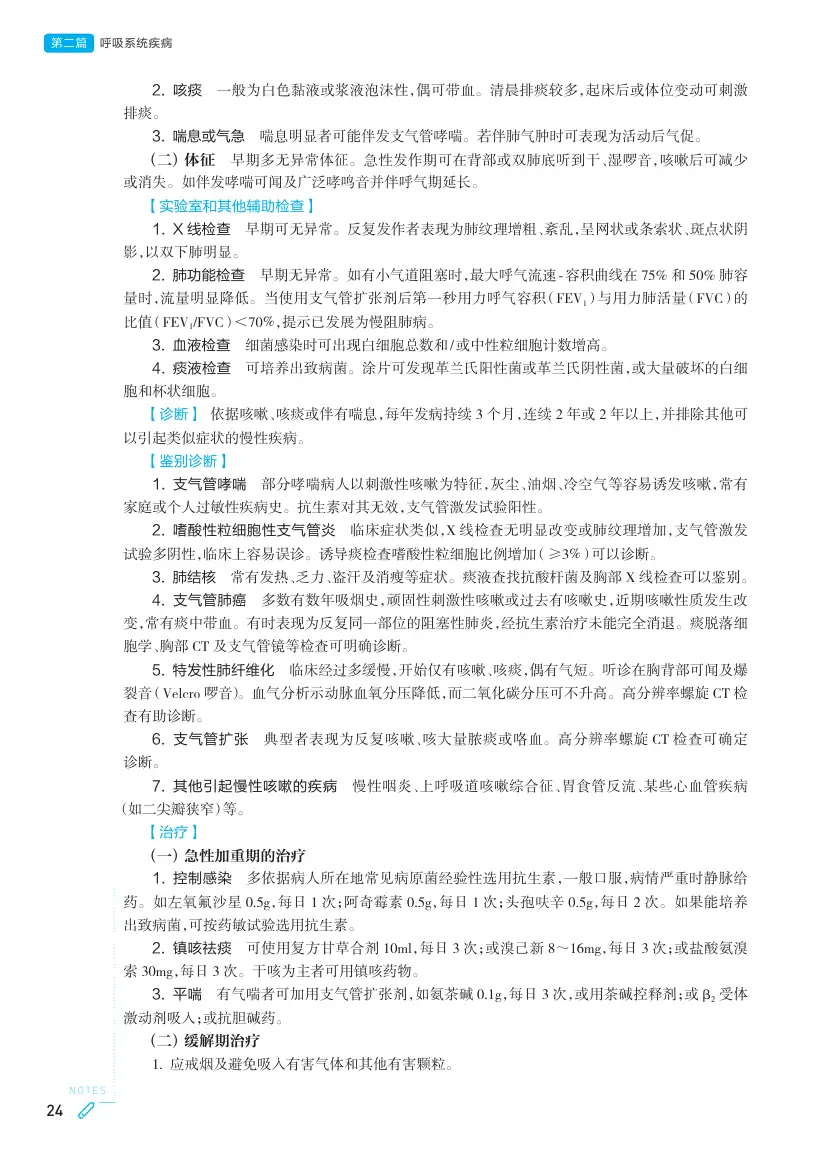 第二篇 呼吸系统疾病
2. 咳痰 一般为白色黏液或浆液泡沫性,偶可带血。清晨排痰较多,起床后或体位变动可刺激
排痰。
3. 喘息或气急 喘息明显者可能伴发支气管哮喘。若伴肺气肿时可表现为活动后气促。
(二) 体征 早期多无异常体征。急性发作期可在背部或双肺底听到干、湿啰音,咳嗽后可减少
或消失。如伴发哮喘可闻及广泛哮鸣音并伴呼气期延长。
【实验室和其他辅助检查】
1. X 线检查 早期可无异常。反复发作者表现为肺纹理增粗、紊乱,呈网状或条索状、斑点状阴
影,以双下肺明显。
2. 肺功能检查 早期无异常。如有小气道阻塞时,最大呼气流速-容积曲线在 75% 和 50% 肺容
量时,流量明显降低。当使用支气管扩张剂后第一秒用力呼气容积(FEV₁)与用力肺活量(FVC)的
比值(FEV₁/FVC)<70%,提示已发展为慢阻肺病。
3. 血液检查 细菌感染时可出现白细胞总数和/或中性粒细胞计数增高。
4. 痰液检查 可培养出致病菌。涂片可发现革兰氏阳性菌或革兰氏阴性菌,或大量破坏的白细
胞和杯状细胞。
【诊断】 依据咳嗽、咳痰或伴有喘息,每年发病持续 3 个月,连续 2 年或 2 年以上,并排除其他可
以引起类似症状的慢性疾病。
【鉴别诊断】
1. 支气管哮喘 部分哮喘病人以刺激性咳嗽为特征,灰尘、油烟、冷空气等容易诱发咳嗽,常有
家庭或个人过敏性疾病史。抗生素对其无效,支气管激发试验阳性。
2. 嗜酸性粒细胞性支气管炎 临床症状类似,X 线检查无明显改变或肺纹理增加,支气管激发
试验多阴性,临床上容易误诊。诱导痰检查嗜酸性粒细胞比例增加(≥3%)可以诊断。
3. 肺结核 常有发热、乏力、盗汗及消瘦等症状。痰液查找抗酸杆菌及胸部 X 线检查可以鉴别。
4. 支气管肺癌 多数有数年吸烟史,顽固性刺激性咳嗽或过去有咳嗽史,近期咳嗽性质发生改
变,常有痰中带血。有时表现为反复同一部位的阻塞性肺炎,经抗生素治疗未能完全消退。痰脱落细
胞学、胸部 CT 及支气管镜等检查可明确诊断。
5. 特发性肺纤维化 临床经过多缓慢,开始仅有咳嗽、咳痰,偶有气短。听诊在胸背部可闻及爆
裂音(Velcro 啰音)。血气分析示动脉血氧分压降低,而二氧化碳分压可不升高。高分辨率螺旋 CT 检
查有助诊断。
6. 支气管扩张 典型者表现为反复咳嗽、咳大量脓痰或咯血。高分辨率螺旋 CT 检查可确定
诊断。
7. 其他引起慢性咳嗽的疾病 慢性咽炎、上呼吸道咳嗽综合征、胃食管反流、某些心血管疾病
(如二尖瓣狭窄)等。
【治疗】
(一) 急性加重期的治疗
1. 控制感染 多依据病人所在地常见病原菌经验性选用抗生素,一般口服,病情严重时静脉给
药。如左氧氟沙星 0.5g,每日 1 次;阿奇霉素 0.5g,每日 1 次;头孢呋辛 0.5g,每日 2 次。如果能培养
出致病菌,可按药敏试验选用抗生素。
2. 镇咳祛痰 可使用复方甘草合剂 10ml,每日 3 次;或溴己新 8～16mg,每日 3 次;或盐酸氨溴
索 30mg,每日 3 次。干咳为主者可用镇咳药物。
3. 平喘 有气喘者可加用支气管扩张剂,如氨茶碱 0.1g,每日 3 次,或用茶碱控释剂;或 β₂ 受体
激动剂吸入;或抗胆碱药。
(二) 缓解期治疗
1. 应戒烟及避免吸入有害气体和其他有害颗粒。
NOTES
24